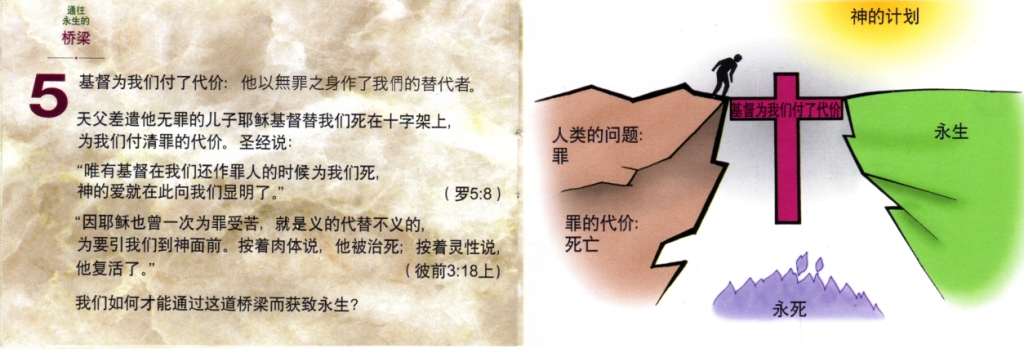 通往
永生的
桥梁
5
基督为我们付了代价：他以無罪之身作了我們的替代者。
天父差遣他无罪的儿子耶稣基督替我们死在十字架上，
为我们付清罪的代价。圣经说：
“唯有基督在我们还作罪人的时候为我们死，
神的爱就在此向我们显明了。” （罗5:8）
“因耶稣也曾一次为罪受苦，就是义的代替不义的，
为要引我们到神面前。按着肉体说，他被治死；按着灵性说，
他复活了。” （彼前3:18上）
我们如何才能通过这道桥梁而获致永生？
神的计划
基督为我们付了代价
人类的问题：
罪
永生
罪的代价：
死亡
永死